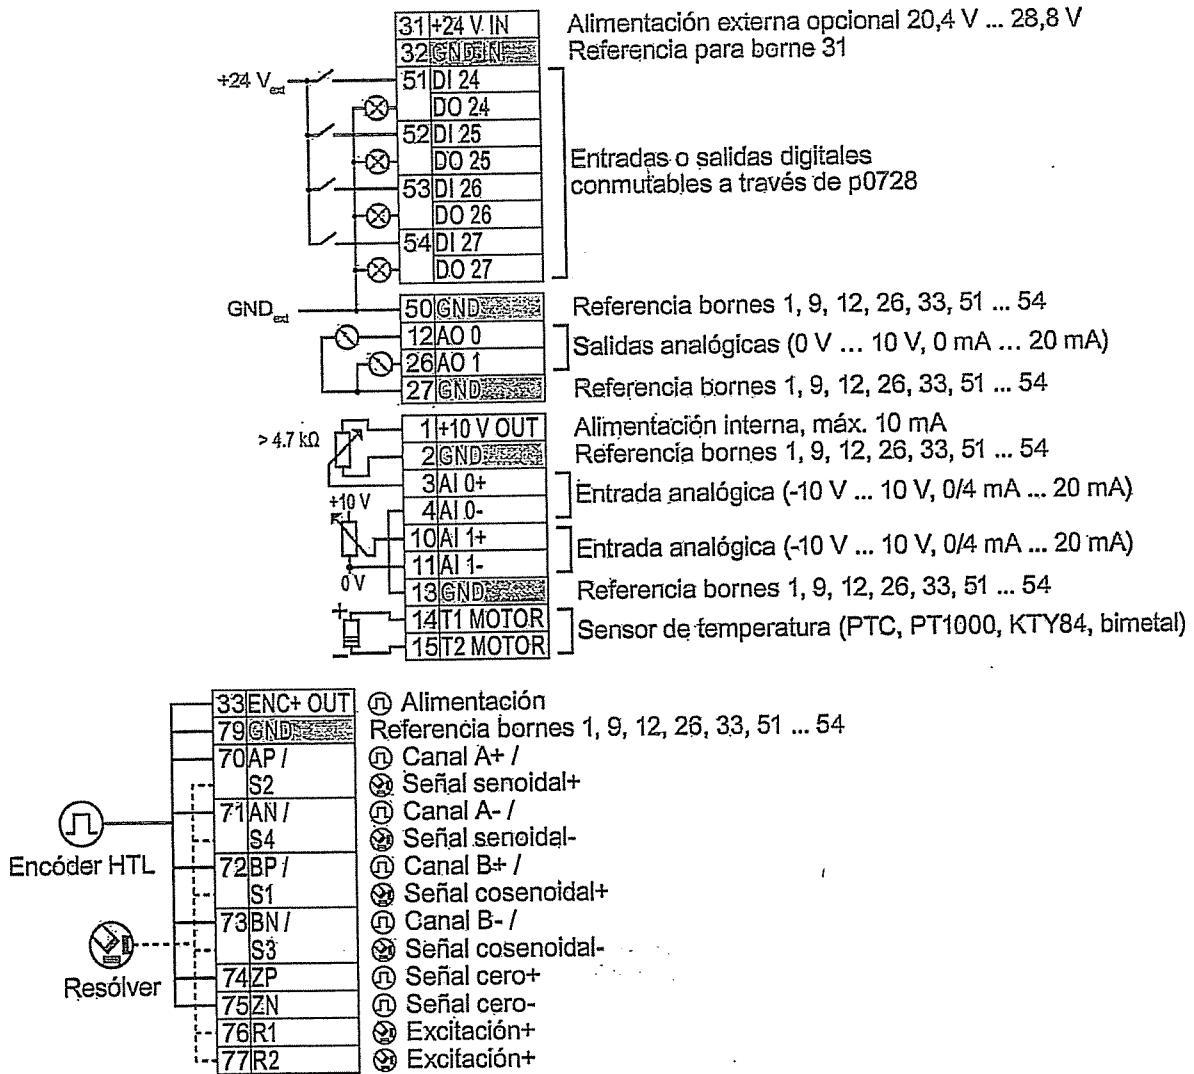 31 +24 V IN Alimentación externa opcional 20,4 V ... 28,8 V
32 GND IN Referencia para borne 31
+24 Vext
51 DI 24
DO 24
52 DI 25
DO 25
53 DI 26
DO 26
54 DI 27
DO 27
Entradas o salidas digitales
conmutables a través de p0728
GNDext
50 GND Referencia bornes 1, 9, 12, 26, 33, 51 ... 54
12 AO 0
26 AO 1
Salidas analógicas (0 V ... 10 V, 0 mA ... 20 mA)
27 GND Referencia bornes 1, 9, 12, 26, 33, 51 ... 54
> 4.7 kΩ
1 +10 V OUT Alimentación interna, máx. 10 mA
2 GND Referencia bornes 1, 9, 12, 26, 33, 51 ... 54
3 AI 0+
4 AI 0-
Entrada analógica (-10 V ... 10 V, 0/4 mA ... 20 mA)
+10 V
10 AI 1+
11 AI 1-
Entrada analógica (-10 V ... 10 V, 0/4 mA ... 20 mA)
0 V
13 GND Referencia bornes 1, 9, 12, 26, 33, 51 ... 54
+
14 T1 MOTOR
15 T2 MOTOR
Sensor de temperatura (PTC, PT1000, KTY84, bimetal)
-
33 ENC+ OUT Alimentación
79 GND Referencia bornes 1, 9, 12, 26, 33, 51 ... 54
70 AP / Canal A+ /
S2 Señal senoidal+
71 AN / Canal A- /
S4 Señal senoidal-
72 BP / Canal B+ /
S1 Señal cosenoidal+
73 BN / Canal B- /
S3 Señal cosenoidal-
74 ZP Señal cero+
75 ZN Señal cero-
76 R1 Excitación+
77 R2 Excitación+
Encóder HTL
Resólver